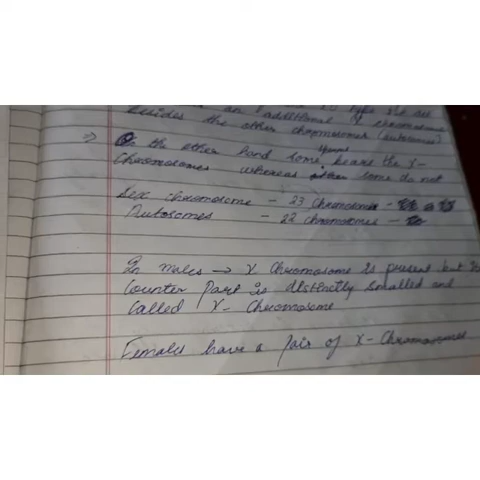 an additional X chromosome
besides the other chromosomes (autosomes)
⇒ On the other hand some sperms bears the X-
Chromosomes whereas some do not
Sex chromosome - 23 Chromosome -
Autosomes - 22 chromosomes -
In males → X Chromosome is present but its
Counter Part is distinctly smalled and
Called Y- Chromosome
Females have a pair of X- Chromosomes